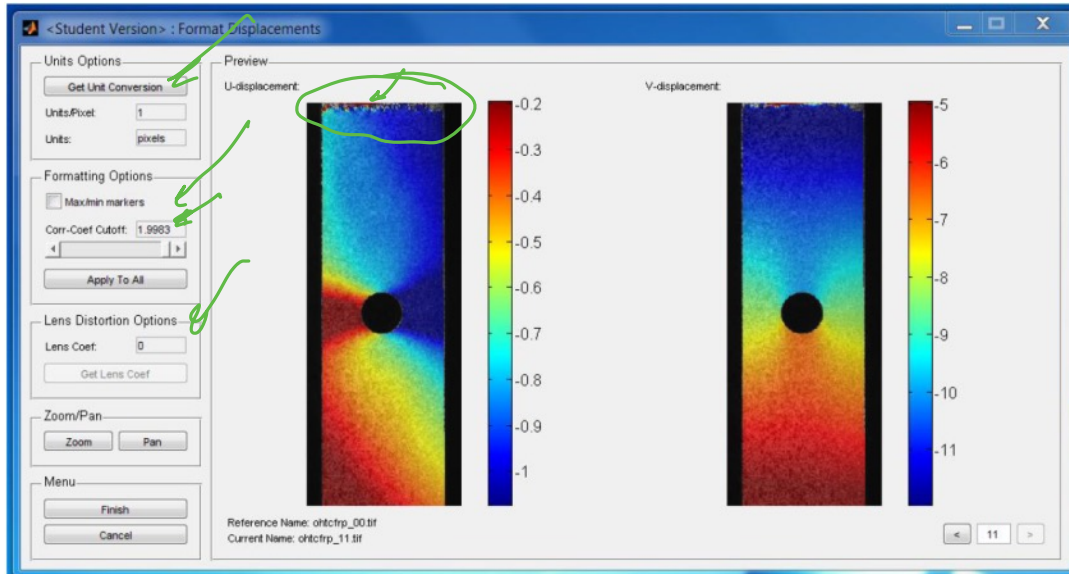 <Student Version> : Format Displacements
Units Options
Get Unit Conversion
Units/Pixel: 1
Units: pixels
Formatting Options
Max/min markers
Corr-Coef Cutoff: 1.9983
Apply To All
Lens Distortion Options
Lens Coef: 0
Get Lens Coef
Zoom/Pan
Zoom Pan
Menu
Finish
Cancel
Preview
U-displacement:
-0.2
-0.3
-0.4
-0.5
-0.6
-0.7
-0.8
-0.9
-1
V-displacement:
-5
-6
-7
-8
-9
-10
-11
Reference Name: ohtcfrp_00.tif
Current Name: ohtcfrp_11.tif
< 11 >